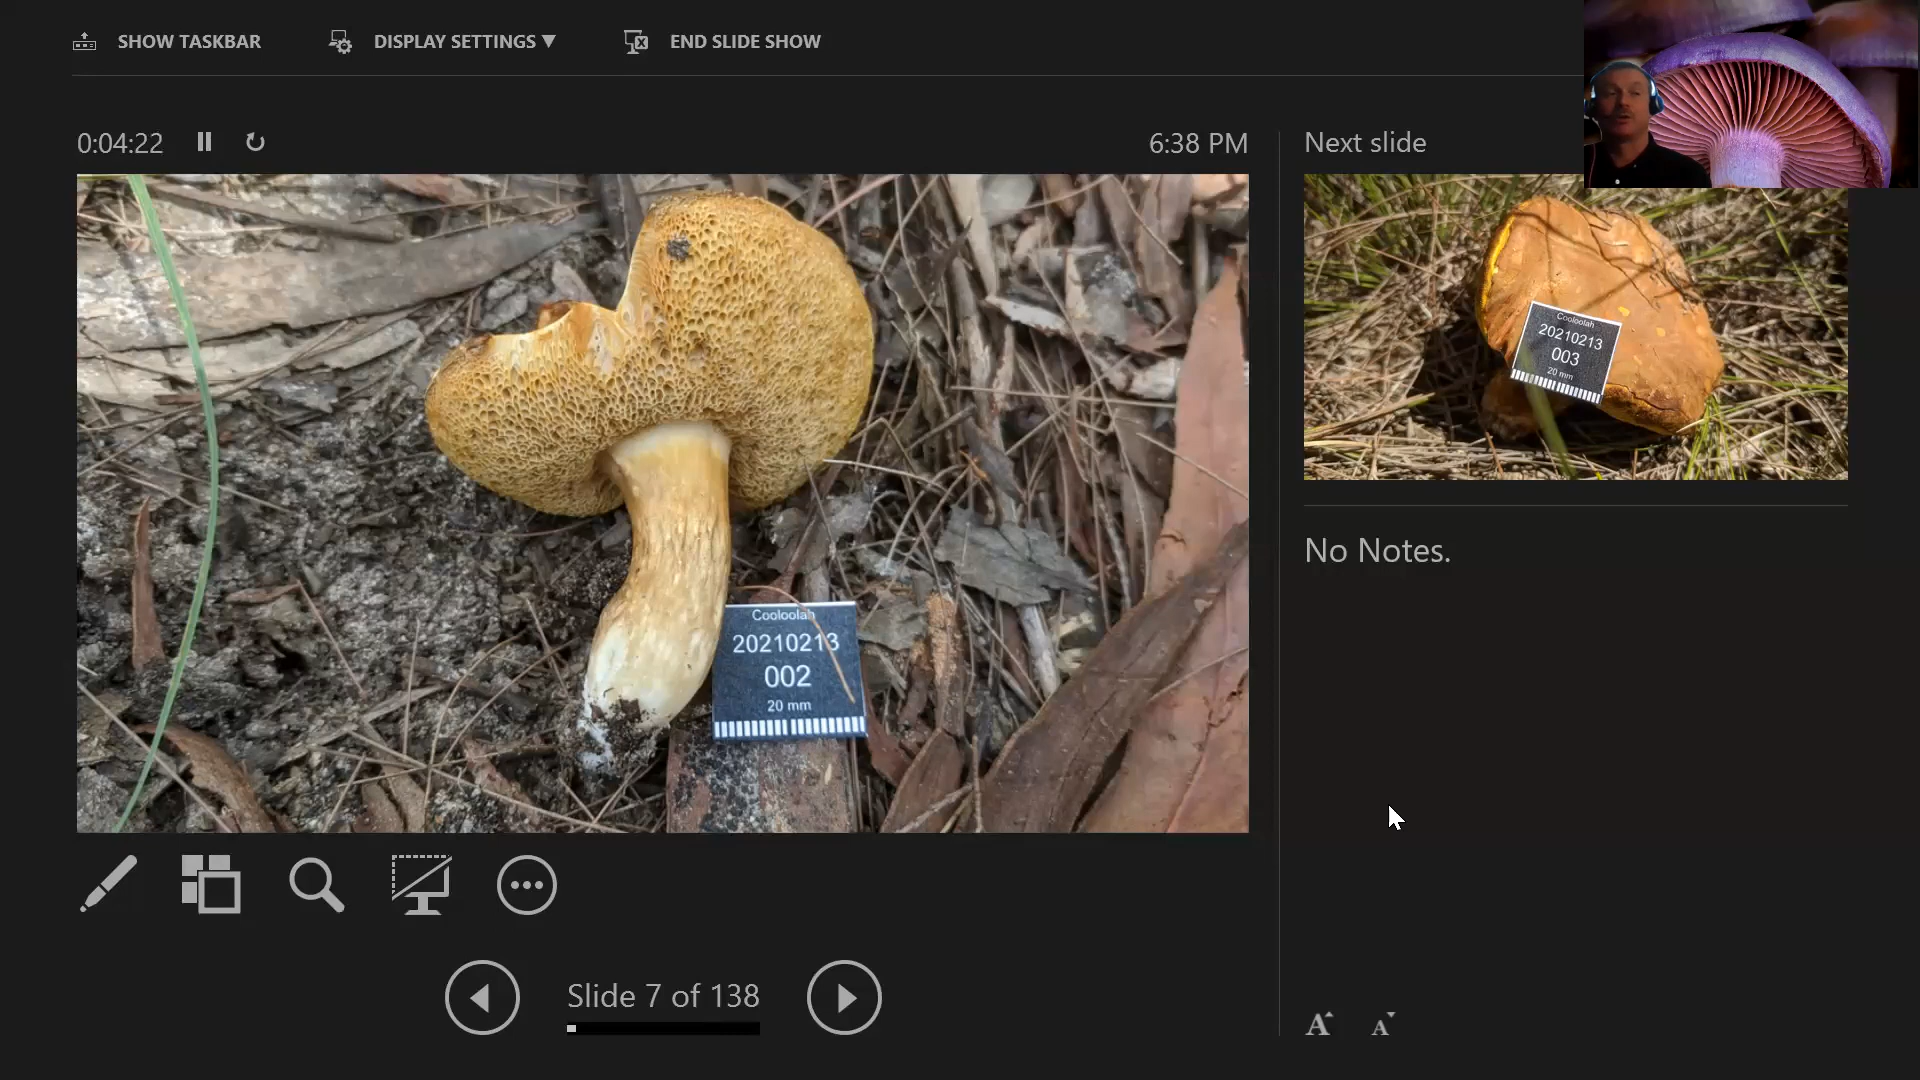 SHOW TASKBAR
DISPLAY SETTINGS
END SLIDE SHOW
0:04:22
6:38 PM
Next slide
Cooloolah
20210213
002
20 mm
Cooloolah
20210213
003
20 mm
No Notes.
Slide 7 of 138
A
A